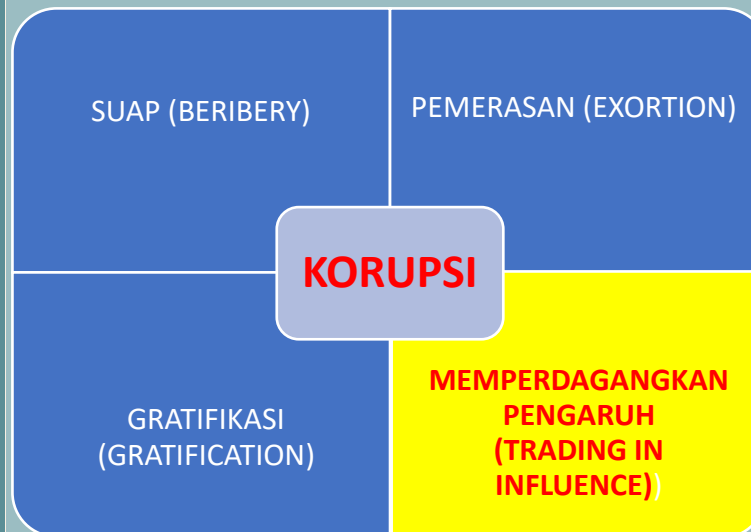 SUAP (BERIBERY)
PEMERASAN (EXORTION)
KORUPSI
GRATIFIKASI
(GRATIFICATION)
MEMPERDAGANGKAN
PENGARUH
(TRADING IN
INFLUENCE))